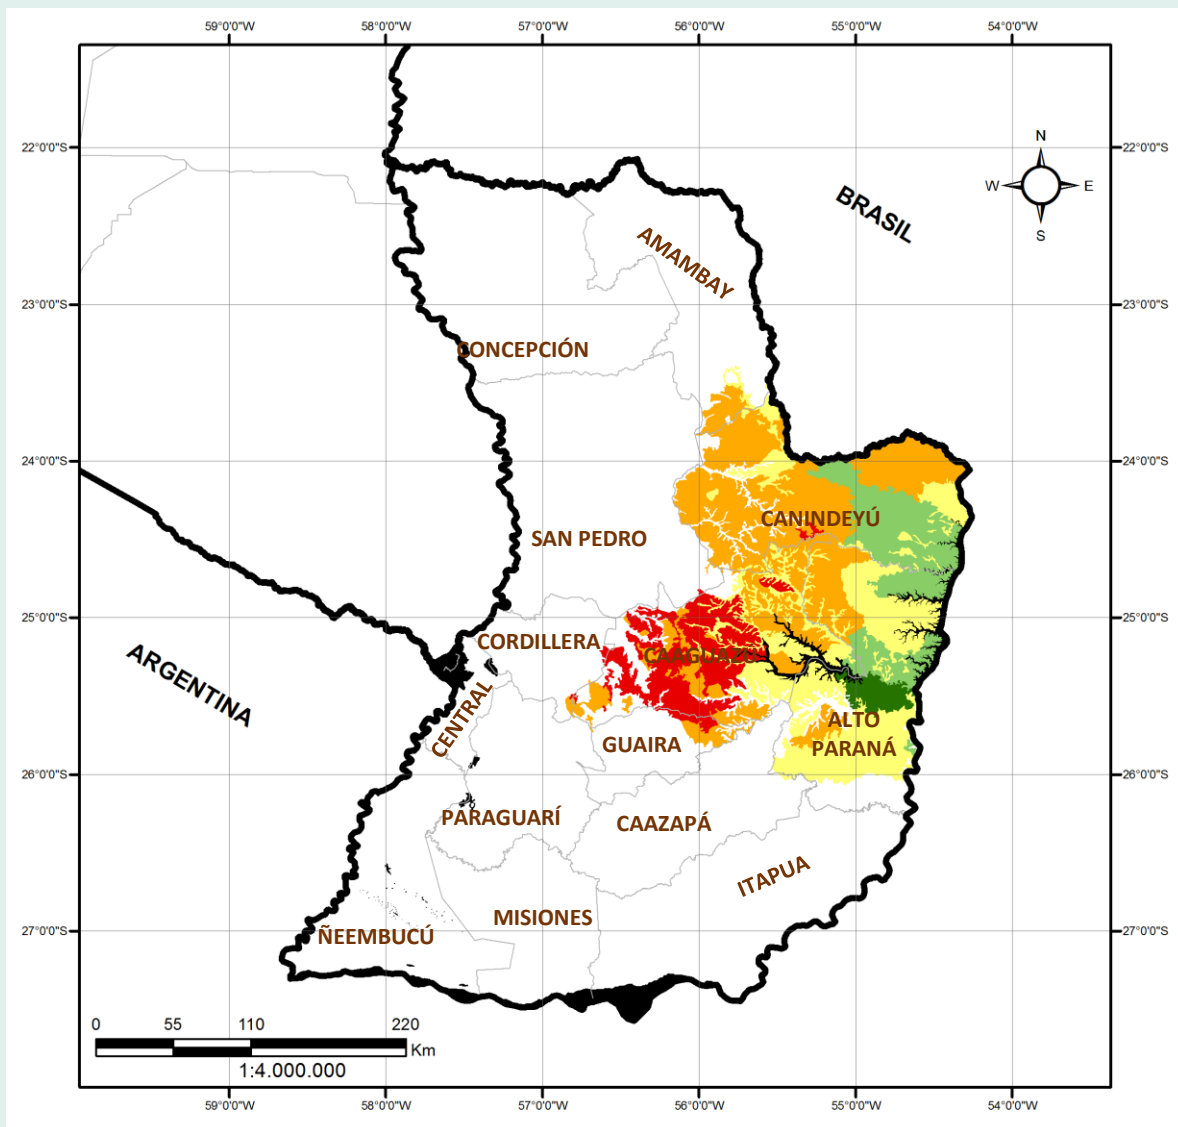 59°0'0"W 58°0'0"W 57°0'0"W 56°0'0"W 55°0'0"W 54°0'0"W
22°0'0"S 22°0'0"S
N
W E
S
BRASIL
AMAMBAY
23°0'0"S 23°0'0"S
CONCEPCIÓN
24°0'0"S 24°0'0"S
CANINDEYÚ
SAN PEDRO
25°0'0"S 25°0'0"S
CORDILLERA
CAAGUAZÚ
ARGENTINA
CENTRAL
ALTO
PARANÁ
GUAIRA
26°0'0"S 26°0'0"S
PARAGUARÍ
CAAZAPÁ
ITAPUA
MISIONES
ÑEEMBUCÚ
27°0'0"S 27°0'0"S
0 55 110 220
Km
1:4.000.000
59°0'0"W 58°0'0"W 57°0'0"W 56°0'0"W 55°0'0"W 54°0'0"W